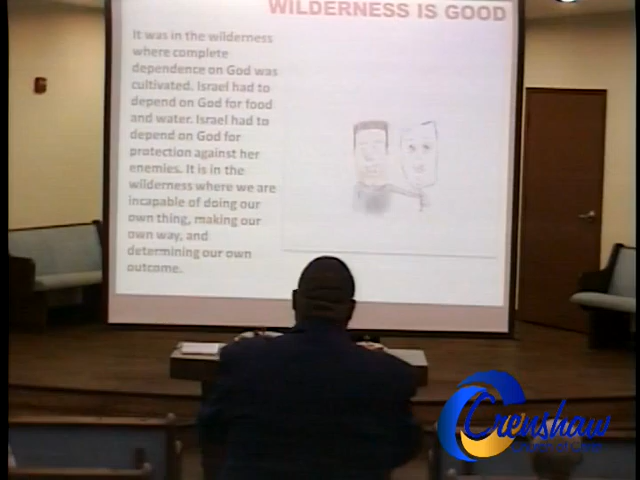 WILDERNESS IS GOOD
It was in the wilderness
where complete
dependence on God was
cultivated. Israel had to
depend on God for food
and water. Israel had to
depend on God for
protection against her
enemies. It is in the
wilderness where we are
incapable of doing our
own thing, making our
own way, and
determining our own
outcome.
Crenshaw
Church of Christ